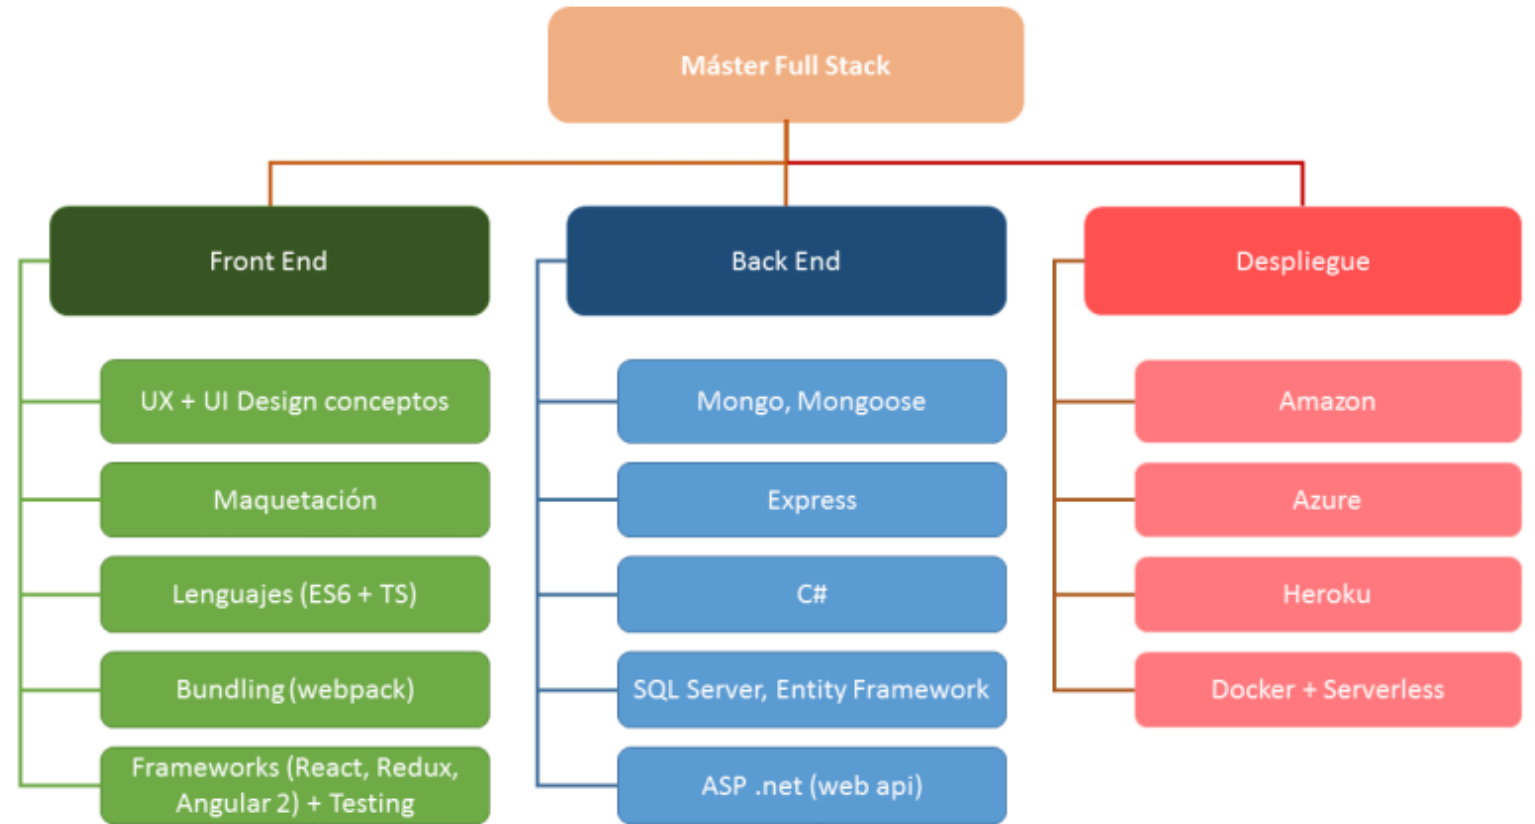 Máster Full Stack
Front End
UX + UI Design conceptos
Maquetación
Lenguajes (ES6 + TS)
Bundling (webpack)
Frameworks (React, Redux,
Angular 2) + Testing
Back End
Mongo, Mongoose
Express
C#
SQL Server, Entity Framework
ASP .net (web api)
Despliegue
Amazon
Azure
Heroku
Docker + Serverless